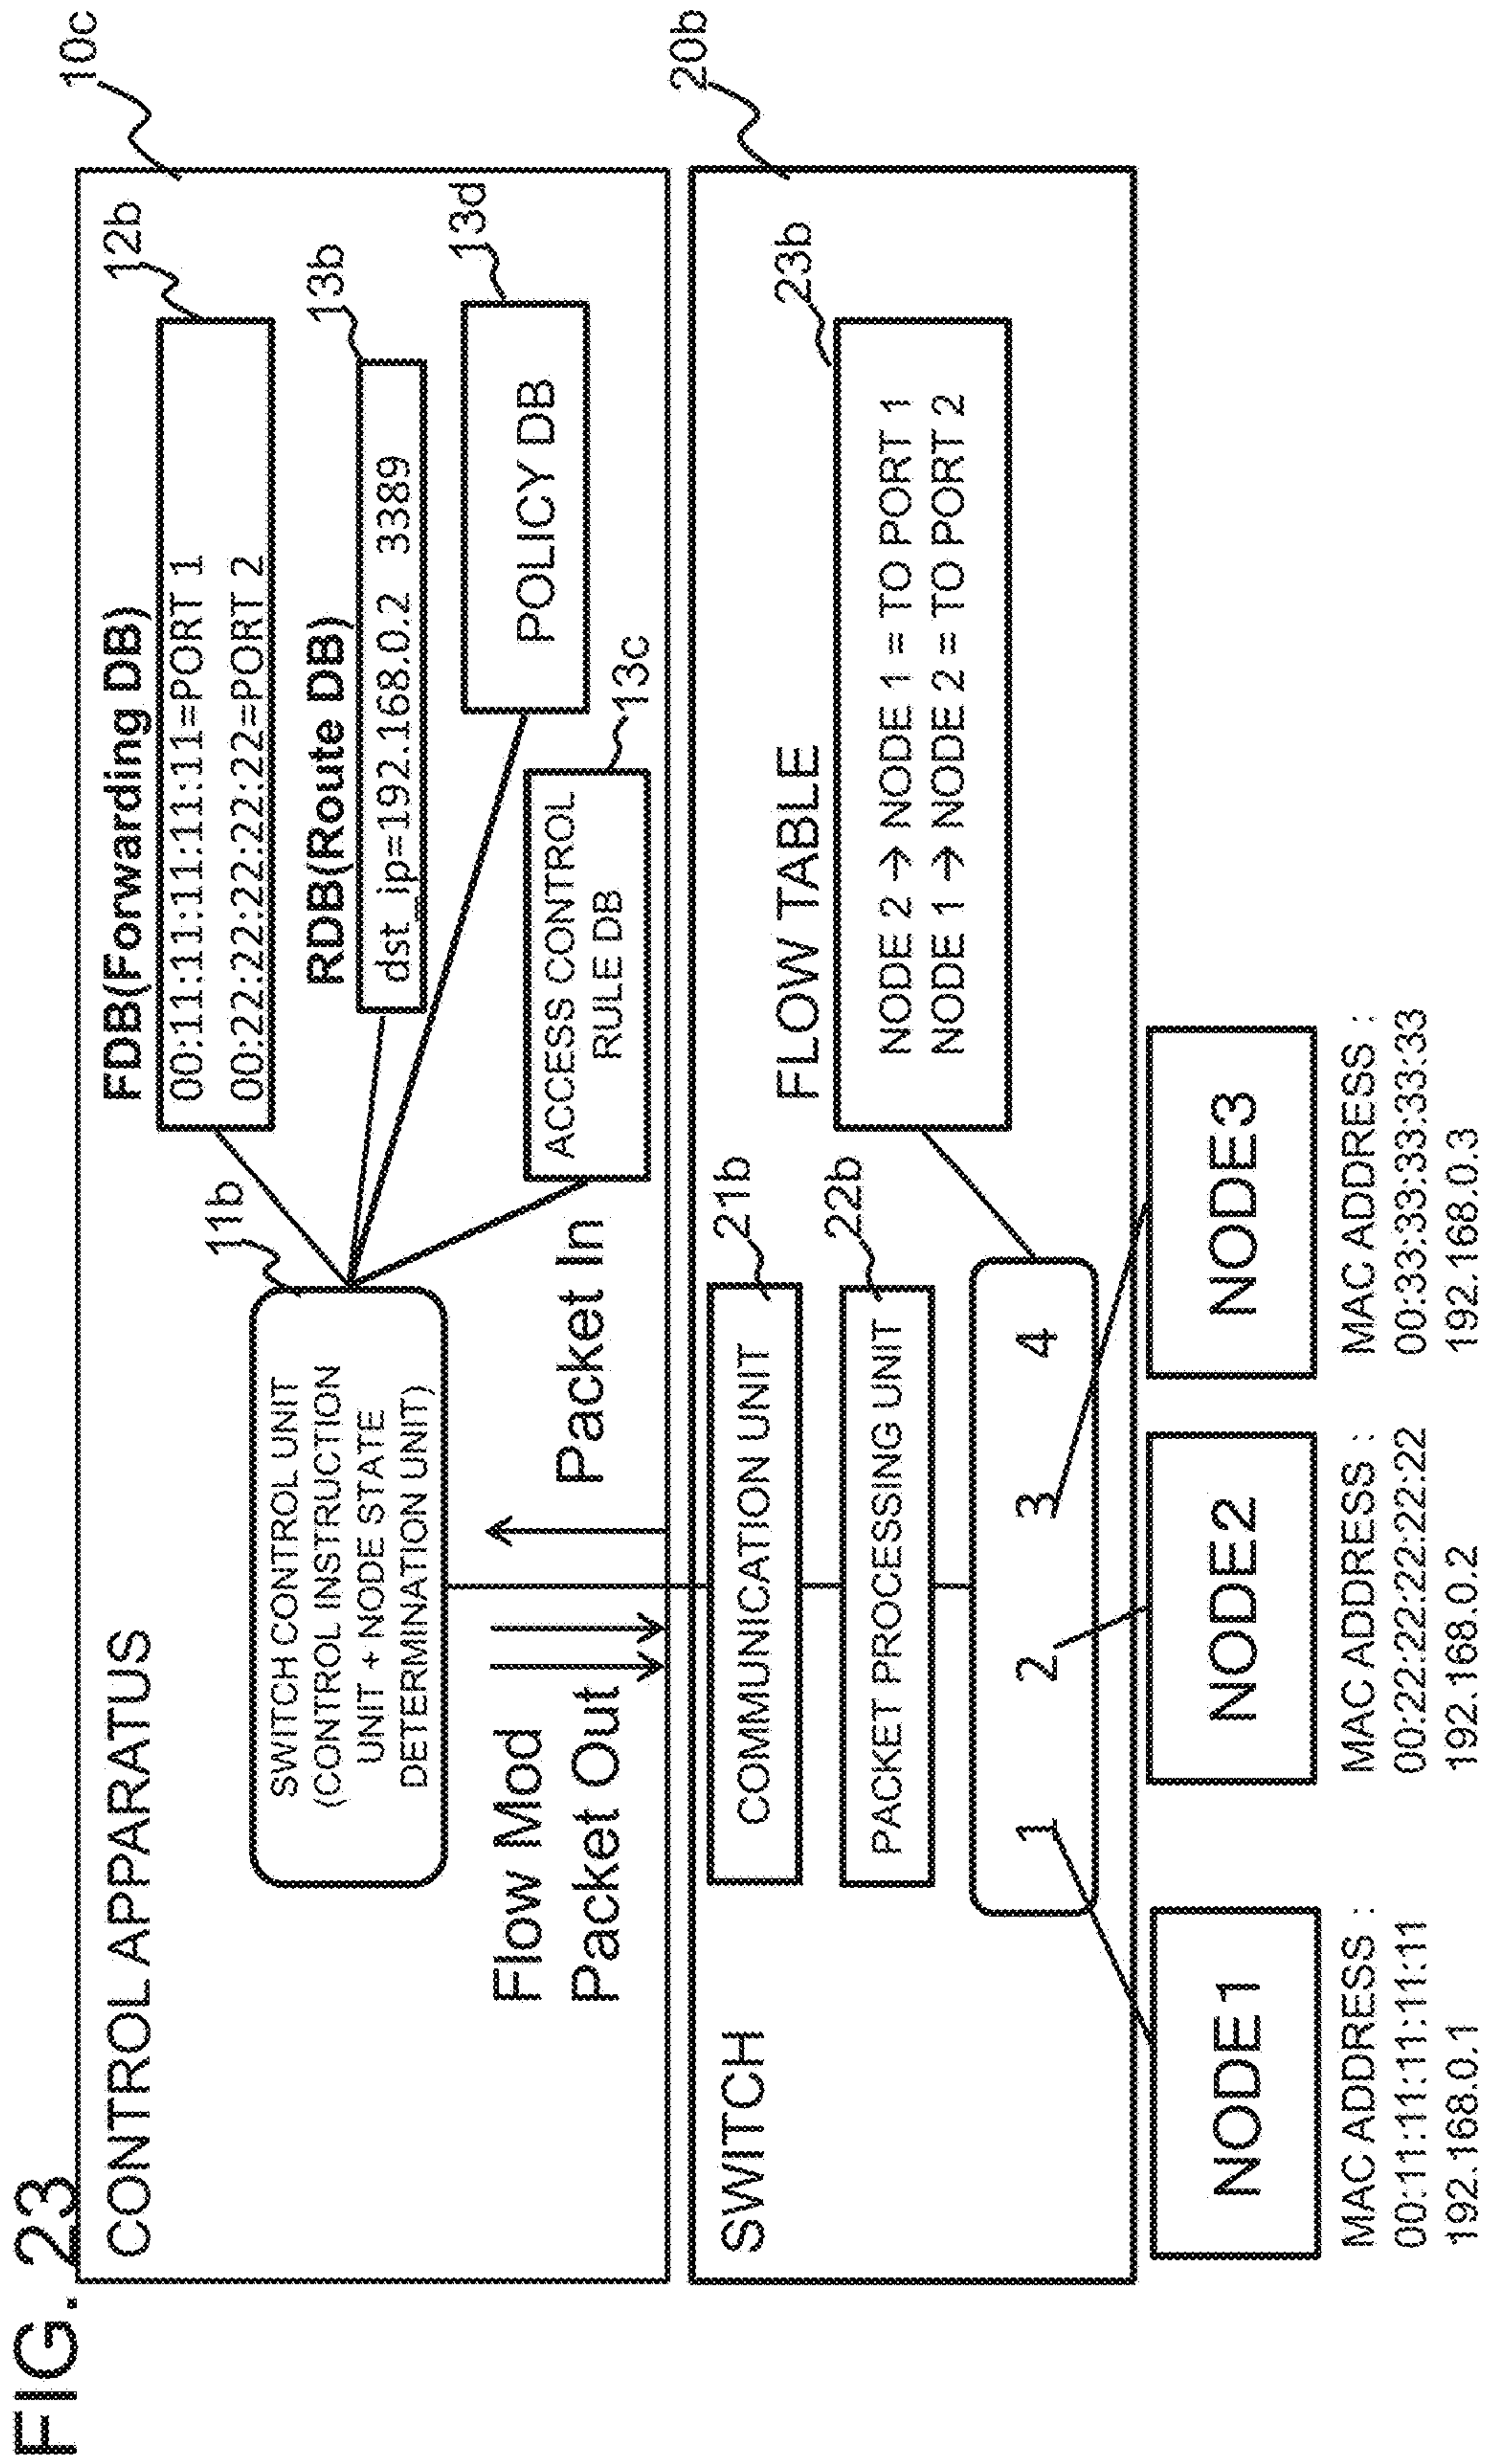 FIG. 23
10c
CONTROL APPARATUS
FDB(Forwarding DB)
12b
00:11:11:11:11:11=PORT 1
00:22:22:22:22:22=PORT 2
11b
SWITCH CONTROL UNIT
(CONTROL INSTRUCTION
UNIT + NODE STATE
DETERMINATION UNIT)
RDB(Route DB)
13b
dst_ip=192.168.0.2 3389
13d
POLICY DB
ACCESS CONTROL
RULE DB
13c
Flow Mod
Packet Out
Packet In
20b
SWITCH
COMMUNICATION UNIT
21b
FLOW TABLE
23b
PACKET PROCESSING UNIT
22b
NODE 2 → NODE 1 = TO PORT 1
NODE 1 → NODE 2 = TO PORT 2
1 2 3 4
NODE1
MAC ADDRESS :
00:11:11:11:11:11
192.168.0.1
NODE2
MAC ADDRESS :
00:22:22:22:22:22
192.168.0.2
NODE3
MAC ADDRESS :
00:33:33:33:33:33
192.168.0.3